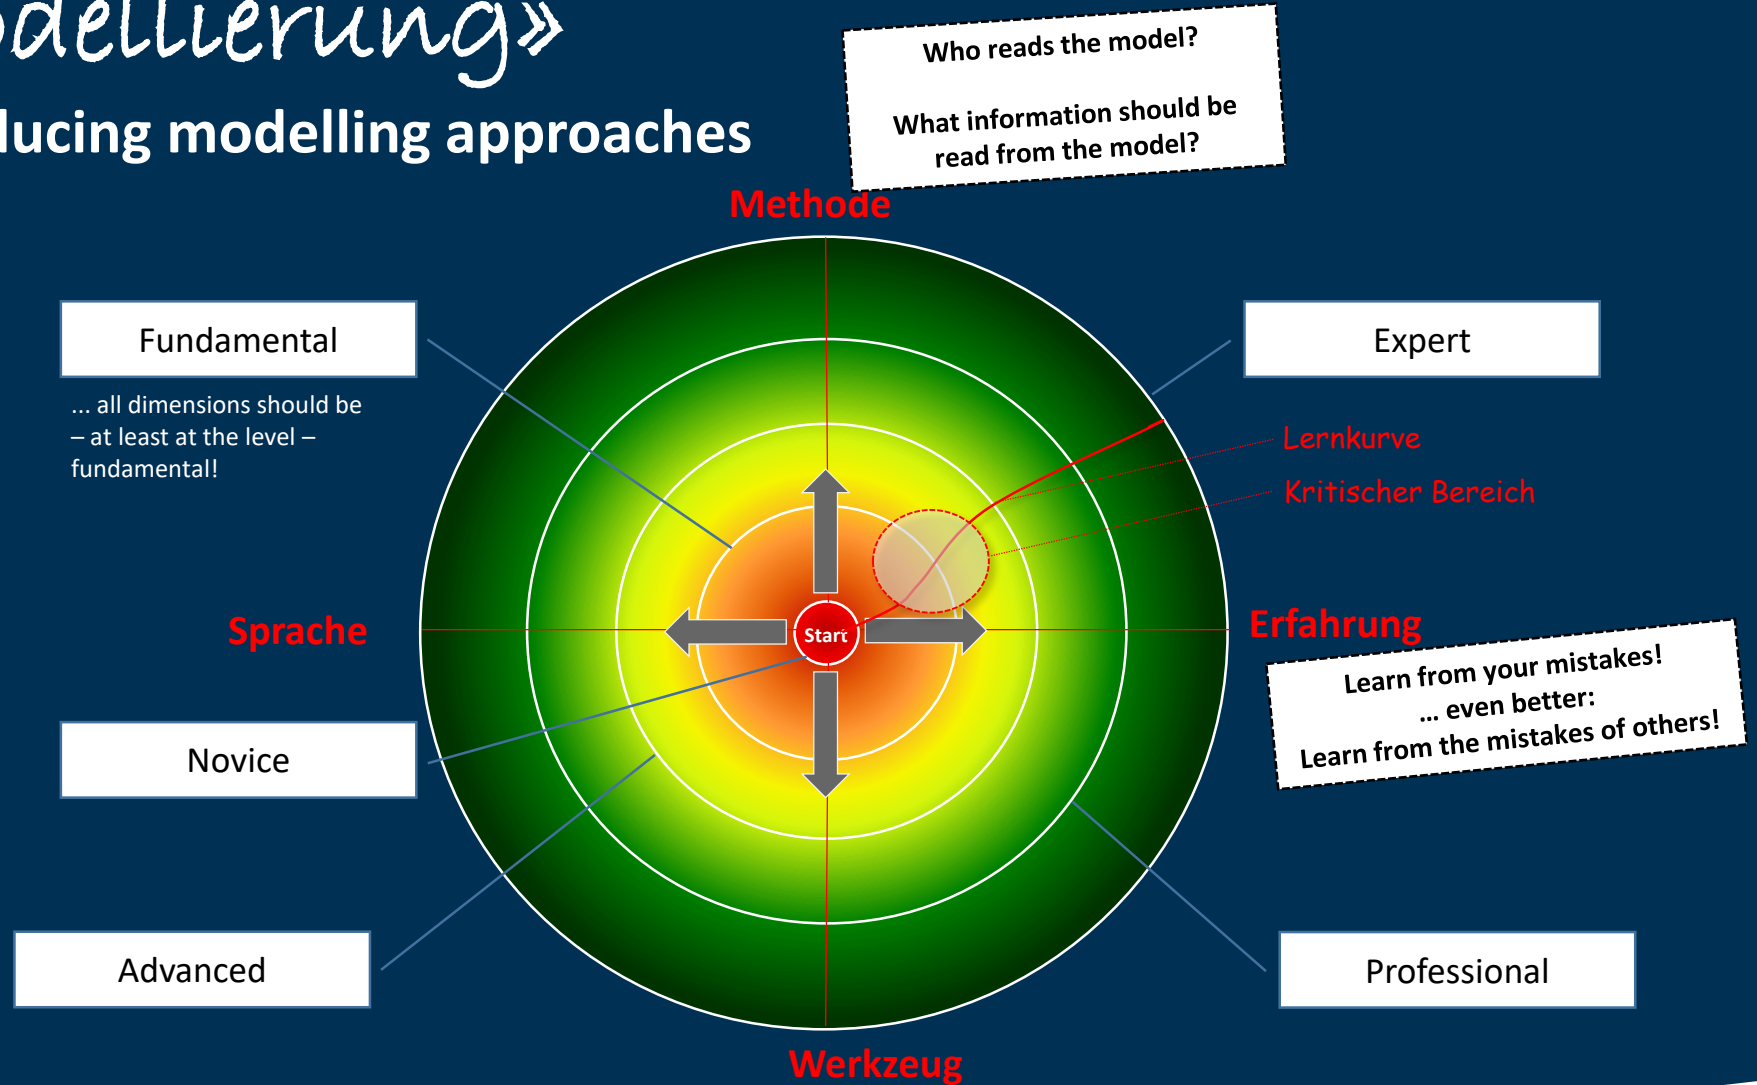 odellierung»
ducing modelling approaches
Who reads the model?
What information should be
read from the model?
Methode
Fundamental
... all dimensions should be
– at least at the level –
fundamental!
Expert
Lernkurve
Kritischer Bereich
Sprache
Start
Erfahrung
Learn from your mistakes!
... even better:
Learn from the mistakes of others!
Novice
Advanced
Professional
Werkzeug